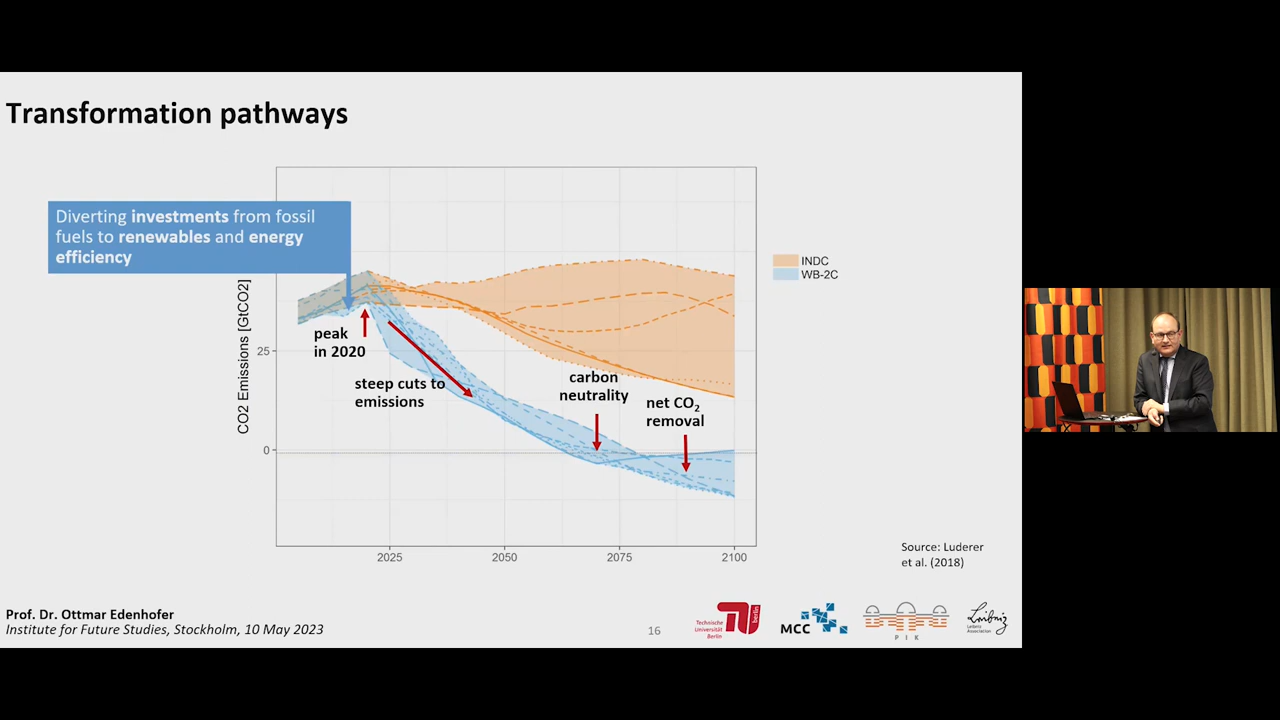 Transformation pathways
Diverting investments from fossil
fuels to renewables and energy
efficiency
CO2 Emissions [GtCO2]
25
0
peak
in 2020
steep cuts to
emissions
carbon
neutrality
net CO₂
removal
INDC
WB-2C
2025
2050
2075
2100
Source: Luderer
et al. (2018)
Prof. Dr. Ottmar Edenhofer
Institute for Future Studies, Stockholm, 10 May 2023
16
Technische
Universität
Berlin
berlin
MCC
P I K
Leibniz
Leibniz
Association